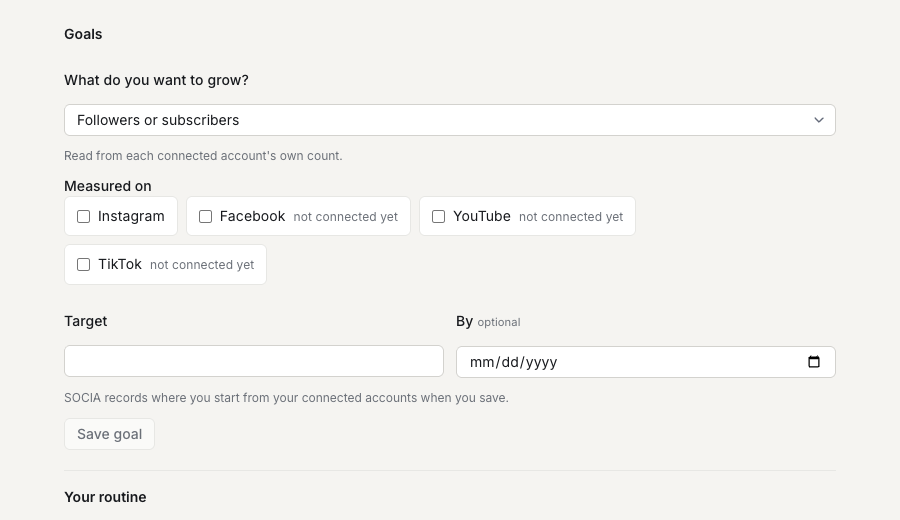 Goals
What do you want to grow?
Followers or subscribers
Read from each connected account's own count.
Measured on
Instagram Facebook not connected yet YouTube not connected yet
TikTok not connected yet
Target By optional
mm/dd/yyyy
SOCIA records where you start from your connected accounts when you save.
Save goal
Your routine